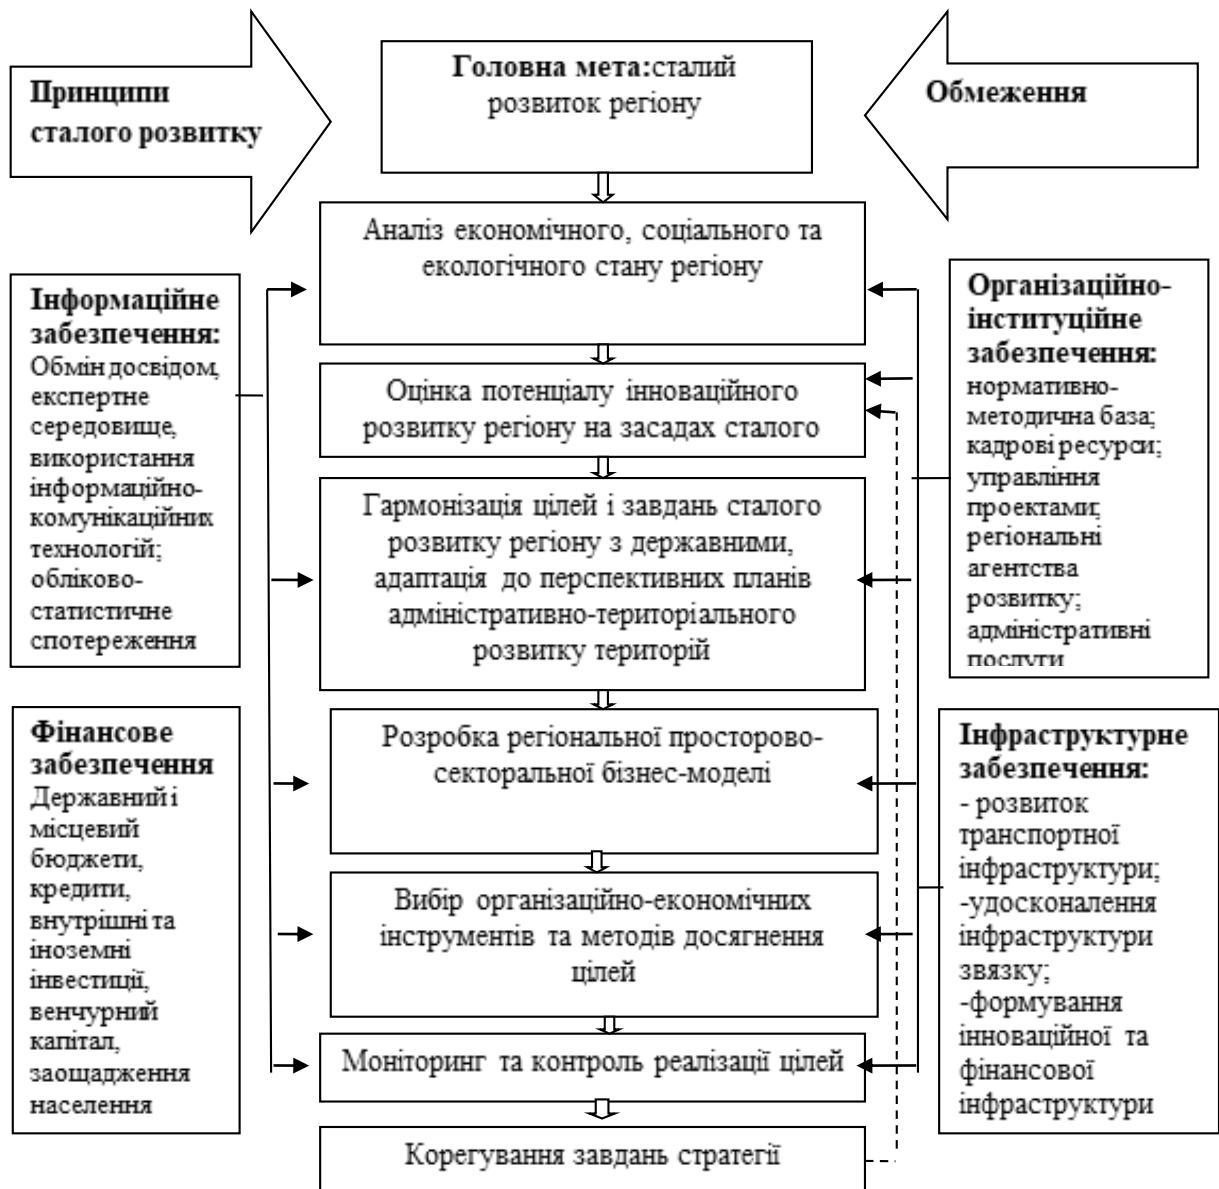 Принципи
сталого розвитку
Головна мета:сталий
розвиток регіону
Обмеження
Аналіз економічного, соціального та
екологічного стану регіону
Інформаційне
забезпечення:
Обмін досвідом,
експертне
середовище,
використання
інформаційно-
комунікаційних
технологій;
обліково-
статистичне
спотереження
Організаційно-
інституційне
забезпечення:
нормативно-
методична база;
кадрові ресурси;
управління
проектами;
регіональні
агентства
розвитку;
адміністративні
послуги
Оцінка потенціалу інноваційного
розвитку регіону на засадах сталого
Гармонізація цілей і завдань сталого
розвитку регіону з державними,
адаптація до перспективних планів
адміністративно-територіального
розвитку територій
Фінансове
забезпечення
Державний і
місцевий
бюджети,
кредити,
внутрішні та
іноземні
інвестиції,
венчурний
капітал,
заощадження
населення
Розробка регіональної просторово-
секторальної бізнес-моделі
Інфраструктурне
забезпечення:
- розвиток
транспортної
інфраструктури;
-удосконалення
інфраструктури
звязку;
-формування
інноваційної та
фінансової
інфраструктури
Вибір організаційно-економічних
інструментів та методів досягнення
цілей
Моніторинг та контроль реалізації цілей
Корегування завдань стратегії